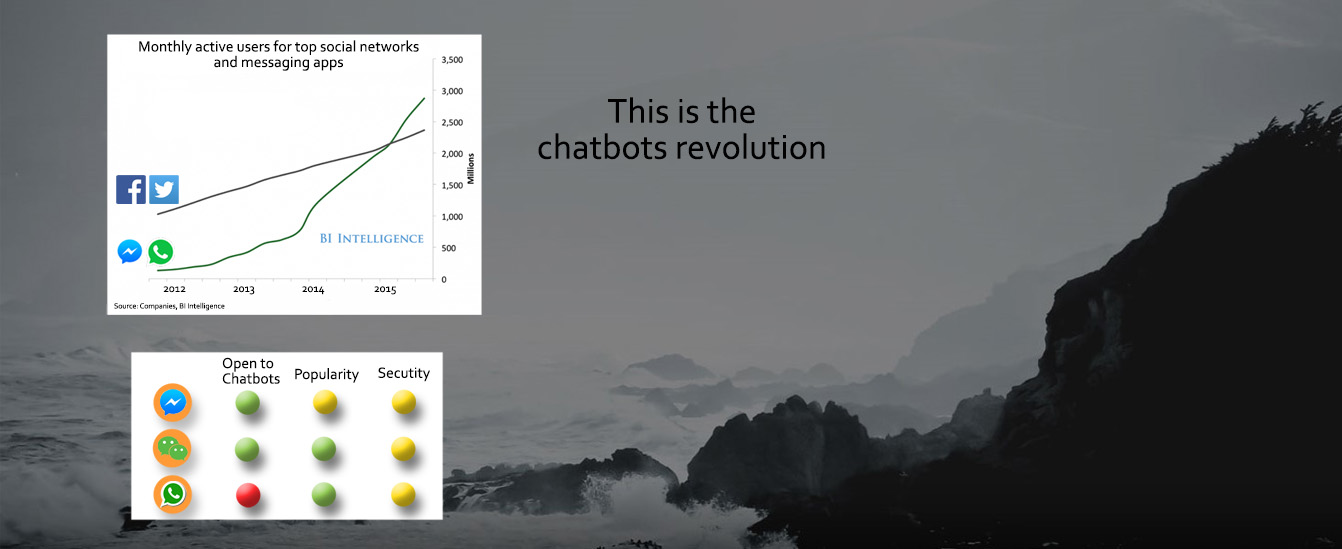 Monthly active users for top social networks
and messaging apps
3,500
3,000
2,500
2,000
1,500
1,000
500
0
Millions
BI INTELLIGENCE
2012 2013 2014 2015
Source: Companies, BI Intelligence
This is the
chatbots revolution
Open to
Chatbots
Popularity
Secutity